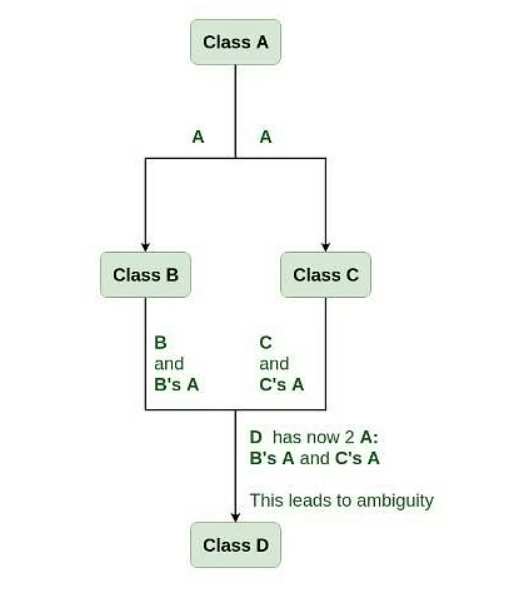 Class A
A
A
Class B
Class C
B
and
B's A
C
and
C's A
D has now 2 A:
B's A and C's A
This leads to ambiguity
Class D